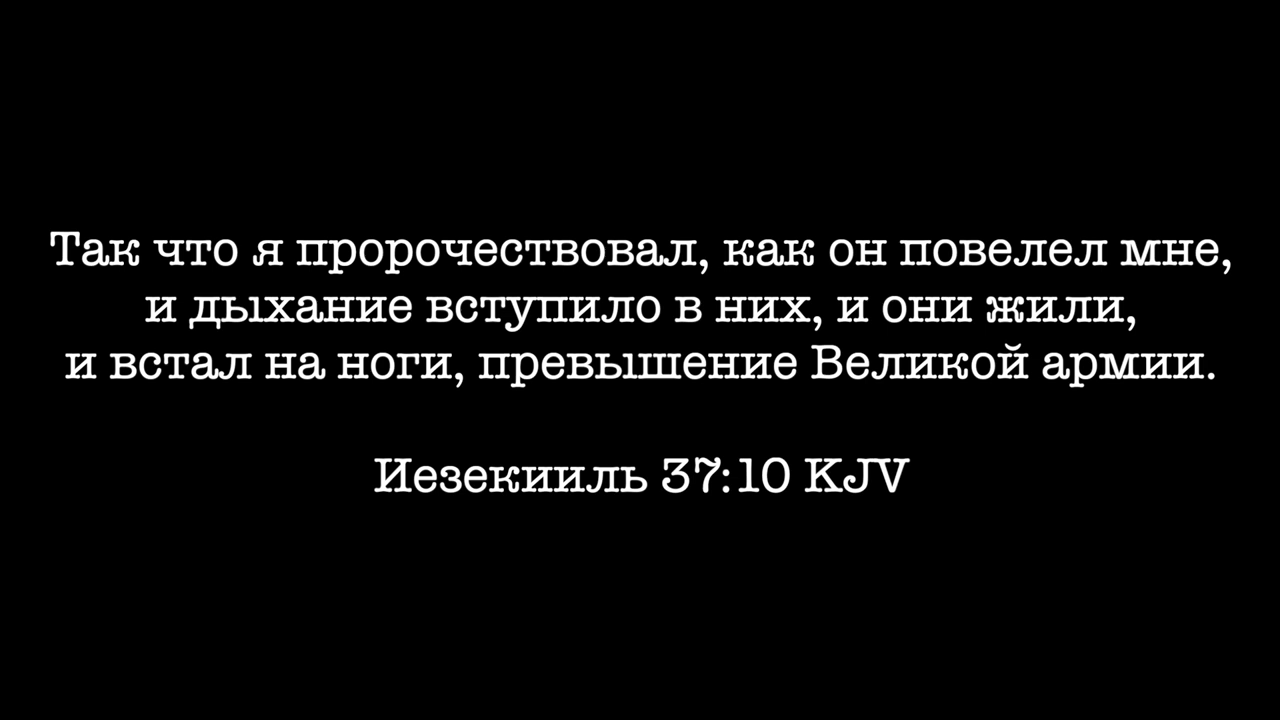 Так что я пророчествовал, как он повелел мне,
и дыхание вступило в них, и они жили,
и встал на ноги, превышение Великой армии.
Иезекииль 37:10 KJV